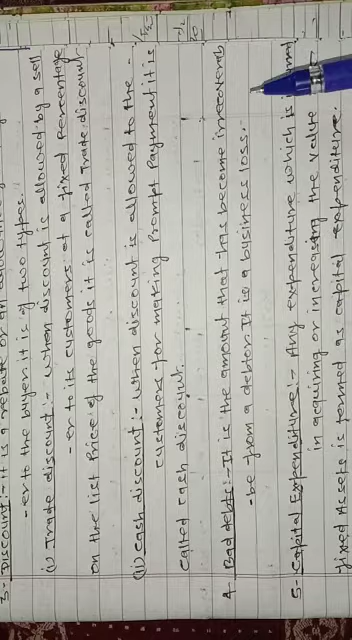 3- Discount:- It is a rebate or an
-er to the buyer. it is of two types.
(i) Trade discount:- When discount is allowed by a sell
-er to its customers at a fixed Percentage
on the list Price of the goods it is called Trade discount
(ii) Cash discount:- When discount is allowed to the -
customers for making Prompt Payment it is
called cash discount.
4- Bad debts:- It is the amount that has become irrecoverab
-be from a debtor. It is a business loss.-
5- Capital Expenditure:- Any expenditure which is
in acquiring or increasing the value
fixed Assets is termed as capital expenditure.